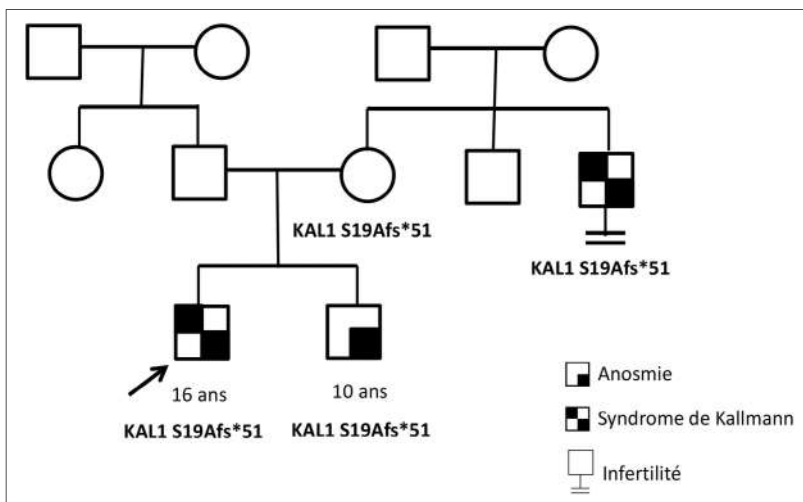 KAL1 S19Afs*51
KAL1 S19Afs*51
16 ans
10 ans
KAL1 S19Afs*51
KAL1 S19Afs*51
Anosmie
Syndrome de Kallmann
Infertilité